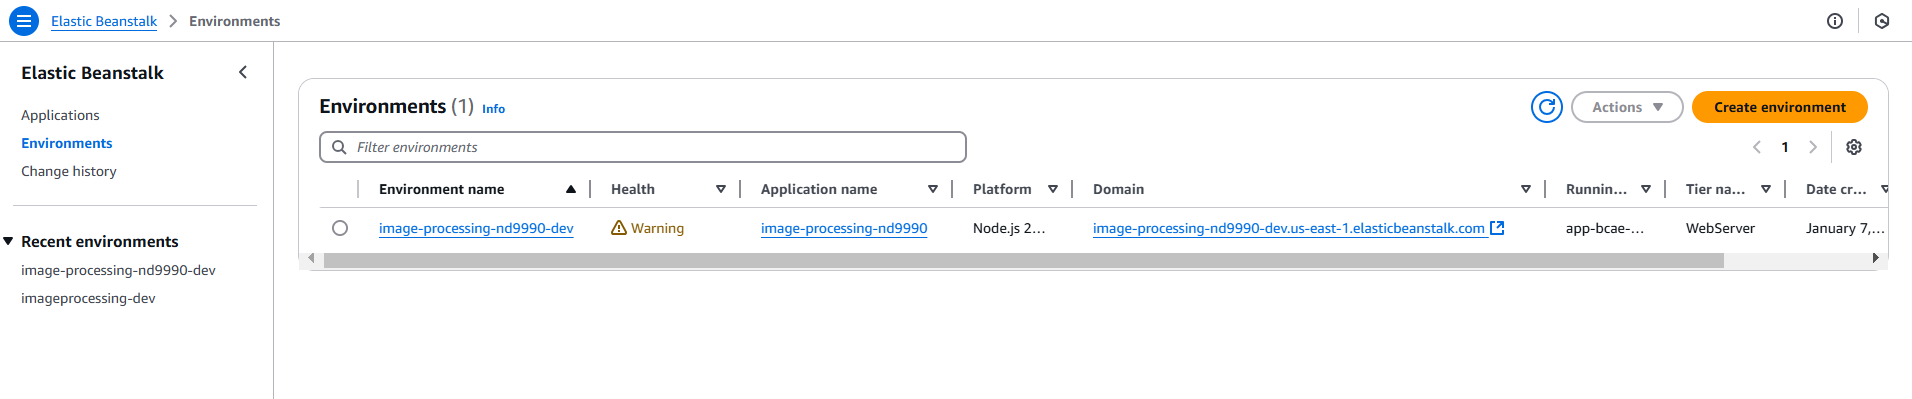 Elastic Beanstalk > Environments
Elastic Beanstalk
Applications
Environments
Change history
Recent environments
image-processing-nd9990-dev
imageprocessing-dev
Environments (1) Info
Actions
Create environment
Filter environments
1
Environment name Health Application name Platform Domain Runnin... Tier na... Date cr...
image-processing-nd9990-dev Warning image-processing-nd9990 Node.js 2... image-processing-nd9990-dev.us-east-1.elasticbeanstalk.com app-bcae-... WebServer January 7,...